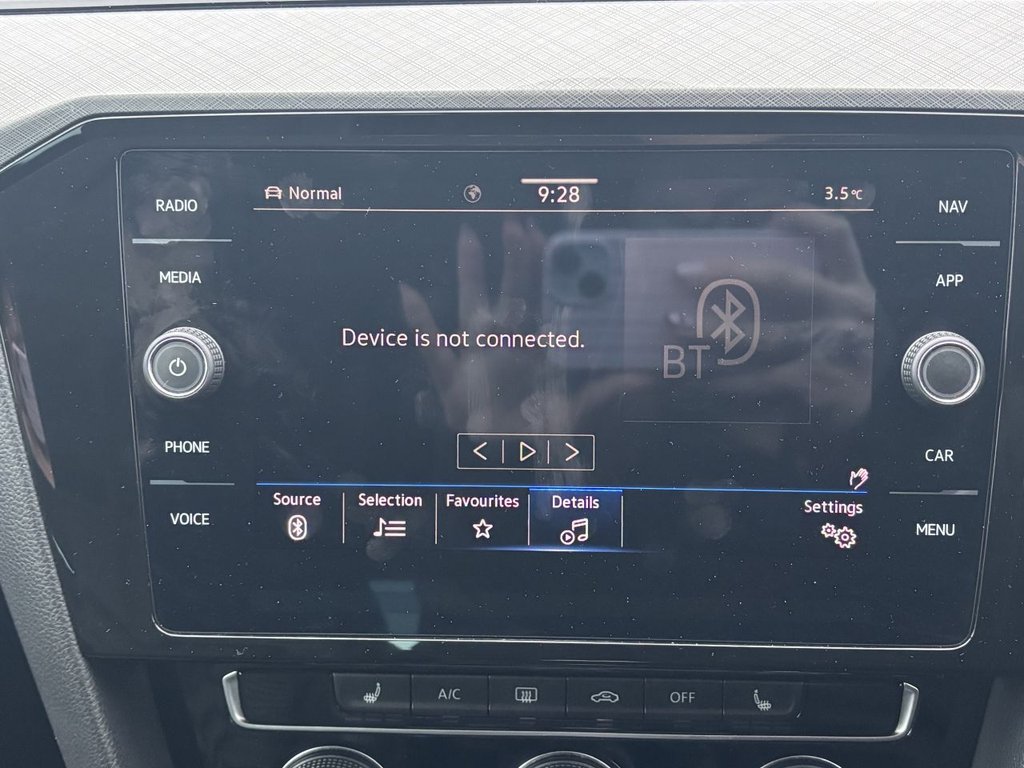 RADIO
MEDIA
PHONE
VOICE
Normal
9:28
3.5°C
Device is not connected.
BT
Source
Selection
Favourites
Details
Settings
NAV
APP
CAR
MENU
A/C
OFF